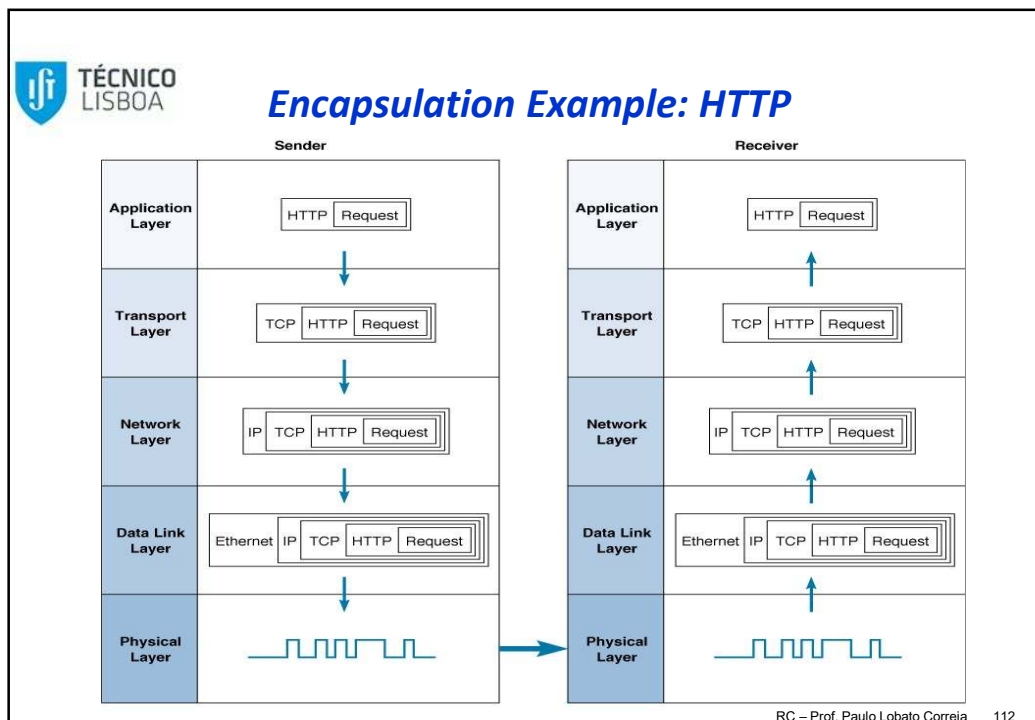 TÉCNICO
LISBOA
Encapsulation Example: HTTP
Sender
Application
Layer
HTTP Request
Transport
Layer
TCP HTTP Request
Network
Layer
IP TCP HTTP Request
Data Link
Layer
Ethernet IP TCP HTTP Request
Physical
Layer
Receiver
Application
Layer
HTTP Request
Transport
Layer
TCP HTTP Request
Network
Layer
IP TCP HTTP Request
Data Link
Layer
Ethernet IP TCP HTTP Request
Physical
Layer
RC – Prof. Paulo Lobato Correia 112